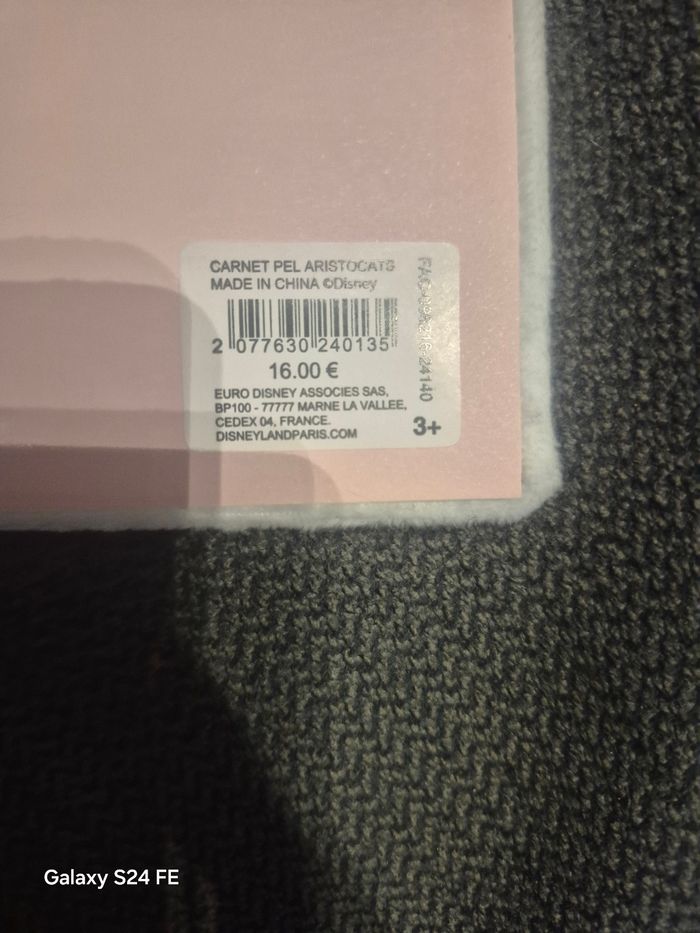 CARNET PEL ARISTOCATS
MADE IN CHINA ©Disney
2 077630 240135
16.00 €
EURO DISNEY ASSOCIES SAS,
BP100 - 77777 MARNE LA VALLEE,
CEDEX 04, FRANCE.
DISNEYLANDPARIS.COM
3+
Galaxy S24 FE